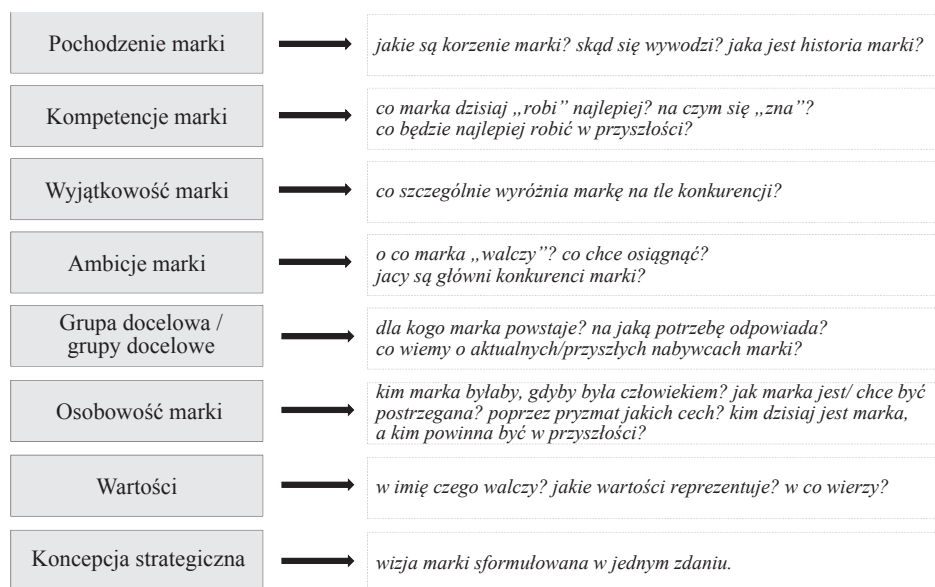 Pochodzenie marki
jakie są korzenie marki? skąd się wywodzi? jaka jest historia marki?
Kompetencje marki
co marka dzisiaj „robi” najlepiej? na czym się „zna”?
co będzie najlepiej robić w przyszłości?
Wyjątkowość marki
co szczególnie wyróżnia markę na tle konkurencji?
Ambicje marki
o co marka „walczy”? co chce osiągnąć?
jacy są główni konkurenci marki?
Grupa docelowa /
grupy docelowe
dla kogo marka powstaje? na jaką potrzebę odpowiada?
co wiemy o aktualnych/przyszłych nabywcach marki?
Osobowość marki
kim marka byłaby, gdyby była człowiekiem? jak marka jest/ chce być
postrzegana? poprzez pryzmat jakich cech? kim dzisiaj jest marka,
a kim powinna być w przyszłości?
Wartości
w imię czego walczy? jakie wartości reprezentuje? w co wierzy?
Koncepcja strategiczna
wizja marki sformułowana w jednym zdaniu.